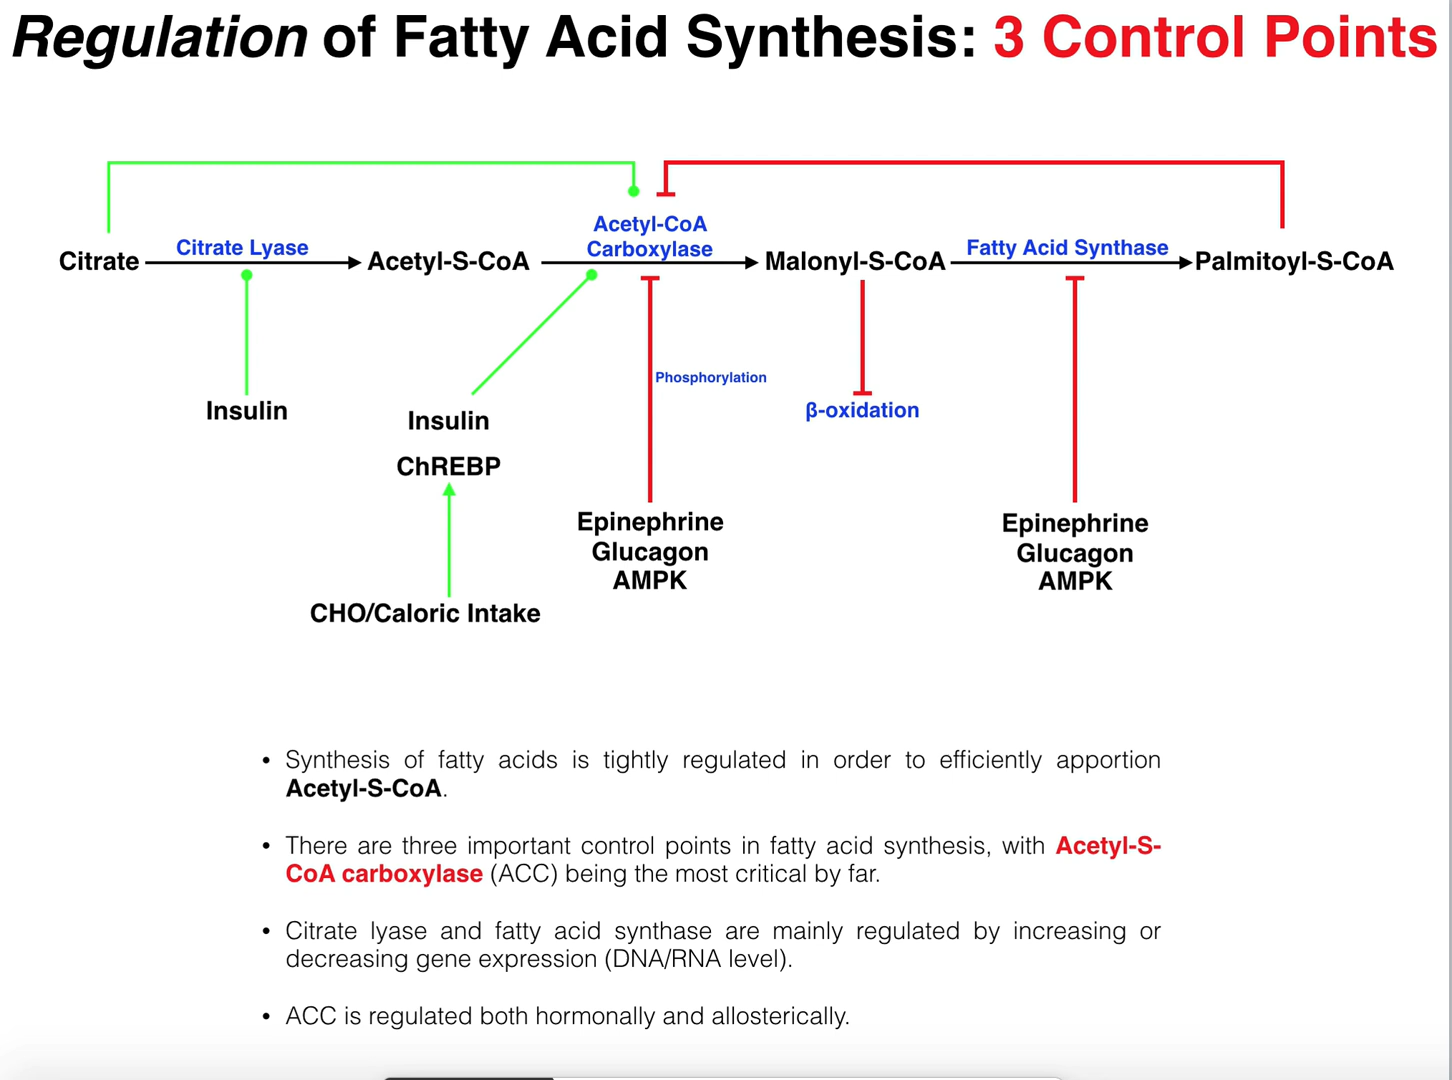 Regulation of Fatty Acid Synthesis: 3 Control Points
Acetyl-CoA
Carboxylase
Citrate
Citrate Lyase
Acetyl-S-CoA
Malonyl-S-CoA
Fatty Acid Synthase
Palmitoyl-S-CoA
Phosphorylation
Insulin
Insulin
β-oxidation
ChREBP
Epinephrine
Glucagon
AMPK
Epinephrine
Glucagon
AMPK
CHO/Caloric Intake
• Synthesis of fatty acids is tightly regulated in order to efficiently apportion
Acetyl-S-CoA.
• There are three important control points in fatty acid synthesis, with Acetyl-S-
CoA carboxylase (ACC) being the most critical by far.
• Citrate lyase and fatty acid synthase are mainly regulated by increasing or
decreasing gene expression (DNA/RNA level).
• ACC is regulated both hormonally and allosterically.